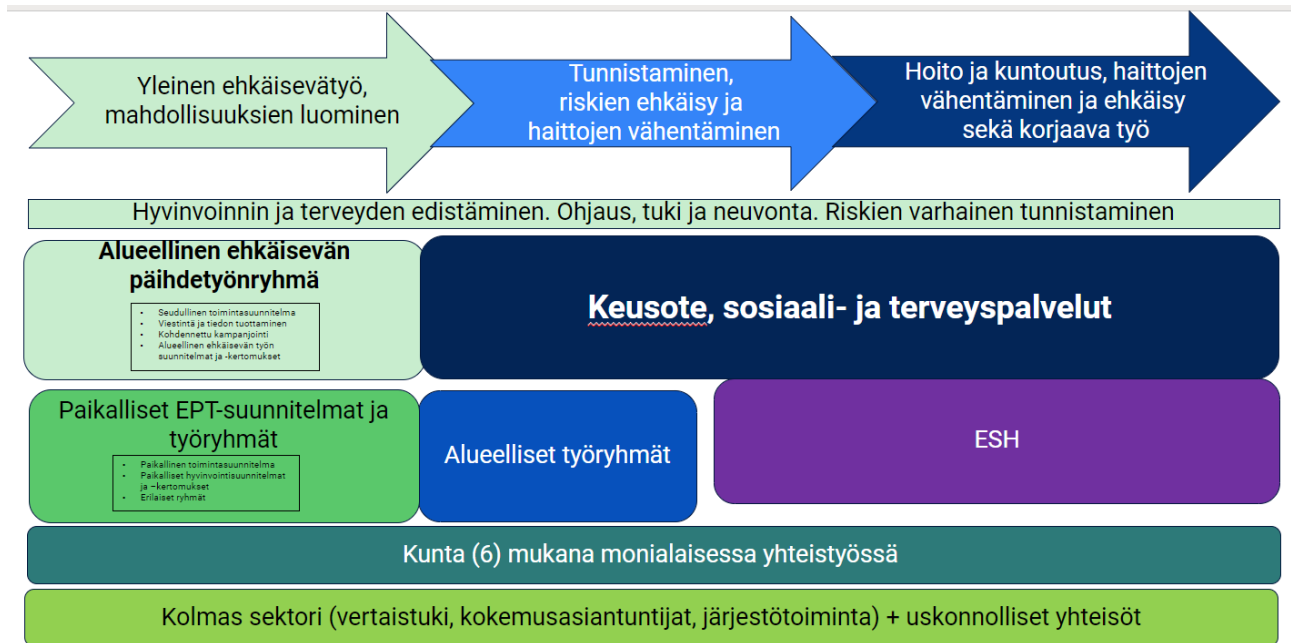 Yleinen ehkäisevätyö,
mahdollisuuksien luominen
Tunnistaminen,
riskien ehkäisy ja
haittojen vähentäminen
Hoito ja kuntoutus, haittojen
vähentäminen ja ehkäisy
sekä korjaava työ
Hyvinvoinnin ja terveyden edistäminen. Ohjaus, tuki ja neuvonta. Riskien varhainen tunnistaminen
Alueellinen ehkäisevän
päihdetyönryhmä
• Seudullinen toimintasuunnitelma
• Viestintä ja tiedon tuottaminen
• Kohdennettu kampanjointi
• Alueellinen ehkäisevän työn
suunnitelmat ja -kertomukset
Keusote, sosiaali- ja terveyspalvelut
Paikalliset EPT-suunnitelmat ja
työryhmät
• Paikallinen toimintasuunnitelma
• Paikalliset hyvinvointisuunnitelmat
ja –kertomukset
• Erilaiset ryhmät
Alueelliset työryhmät
ESH
Kunta (6) mukana monialaisessa yhteistyössä
Kolmas sektori (vertaistuki, kokemusasiantuntijat, järjestötoiminta) + uskonnolliset yhteisöt